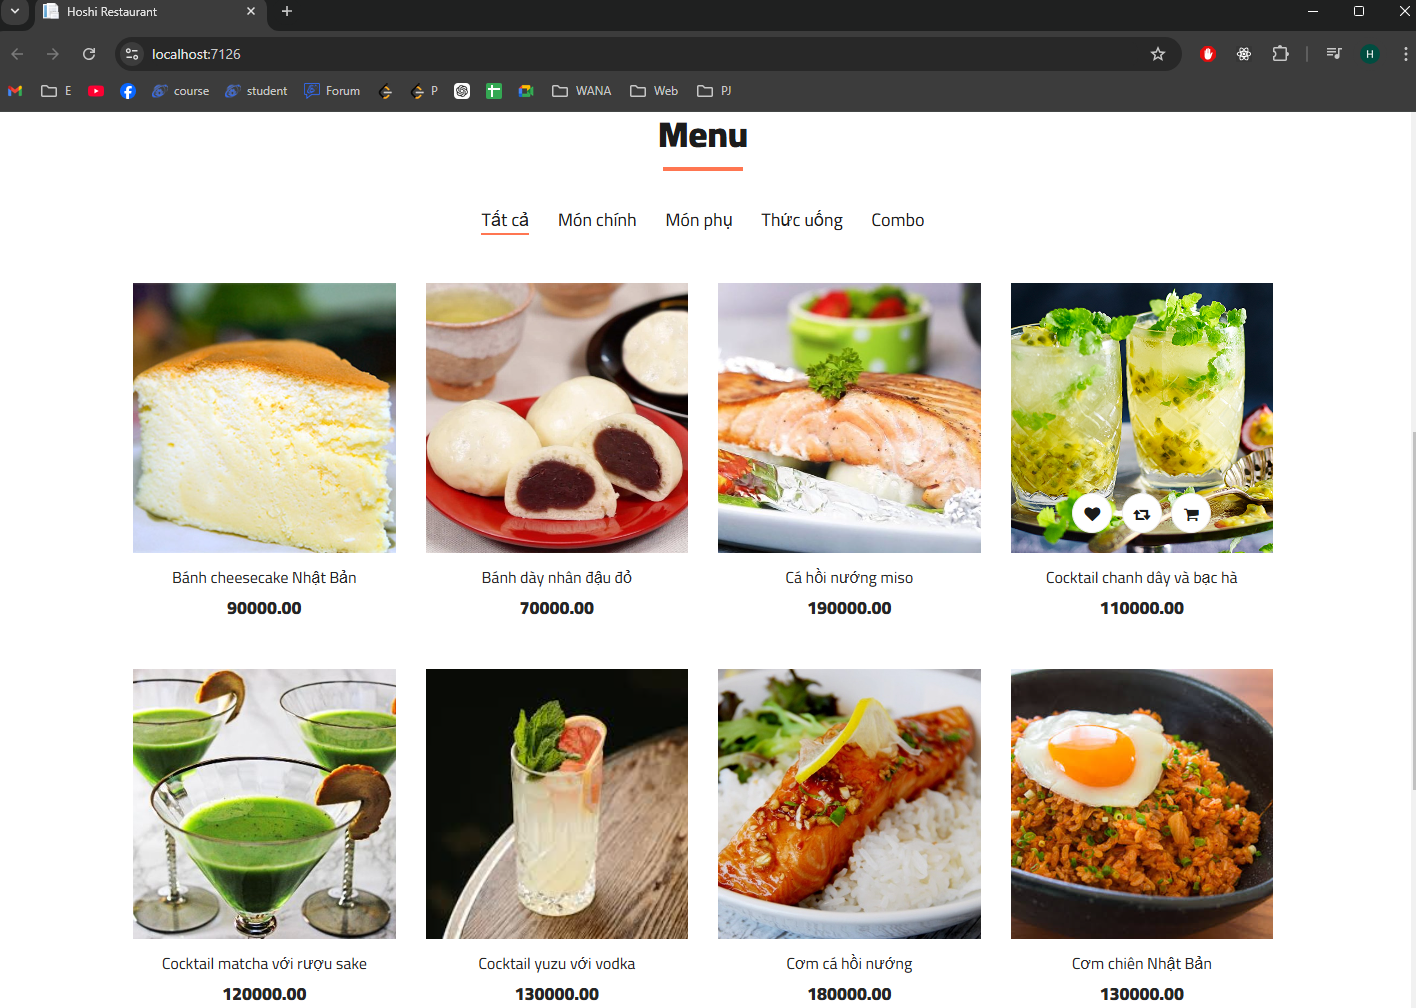 Hoshi Restaurant
localhost:7126
H
E
course
student
Forum
P
WANA
Web
PJ
Menu
Tất cả
Món chính
Món phụ
Thức uống
Combo
Bánh cheesecake Nhật Bản
90000.00
Bánh dày nhân đậu đỏ
70000.00
Cá hồi nướng miso
190000.00
Cocktail chanh dây và bạc hà
110000.00
Cocktail matcha với rượu sake
120000.00
Cocktail yuzu với vodka
130000.00
Cơm cá hồi nướng
180000.00
Cơm chiên Nhật Bản
130000.00